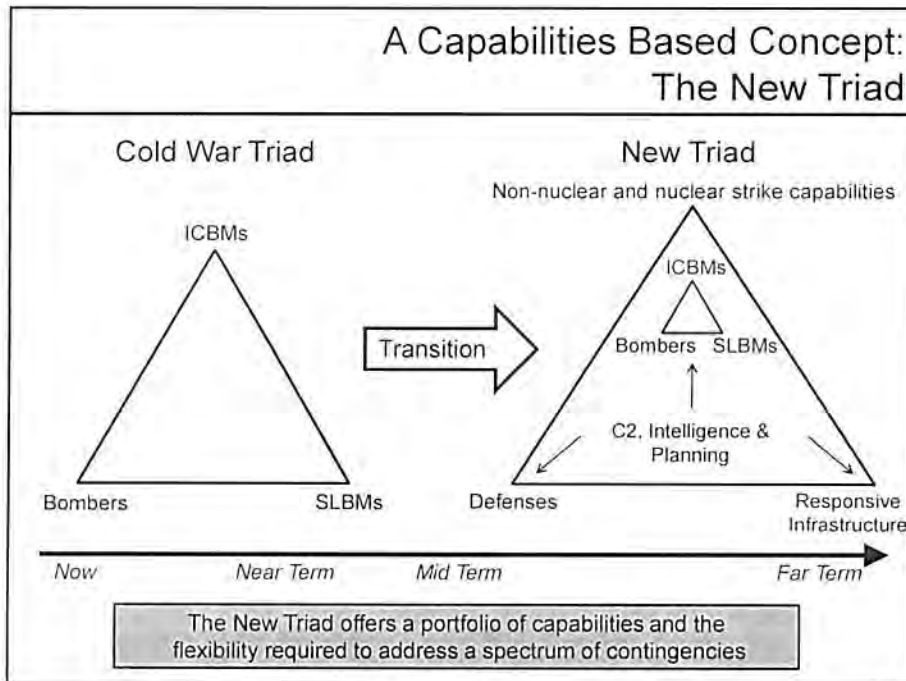 A Capabilities Based Concept:
The New Triad
Cold War Triad
ICBMs
Bombers
SLBMs
Transition
New Triad
Non-nuclear and nuclear strike capabilities
ICBMs
Bombers
SLBMs
C2, Intelligence &
Planning
Defenses
Responsive
Infrastructure
Now
Near Term
Mid Term
Far Term
The New Triad offers a portfolio of capabilities and the
flexibility required to address a spectrum of contingencies